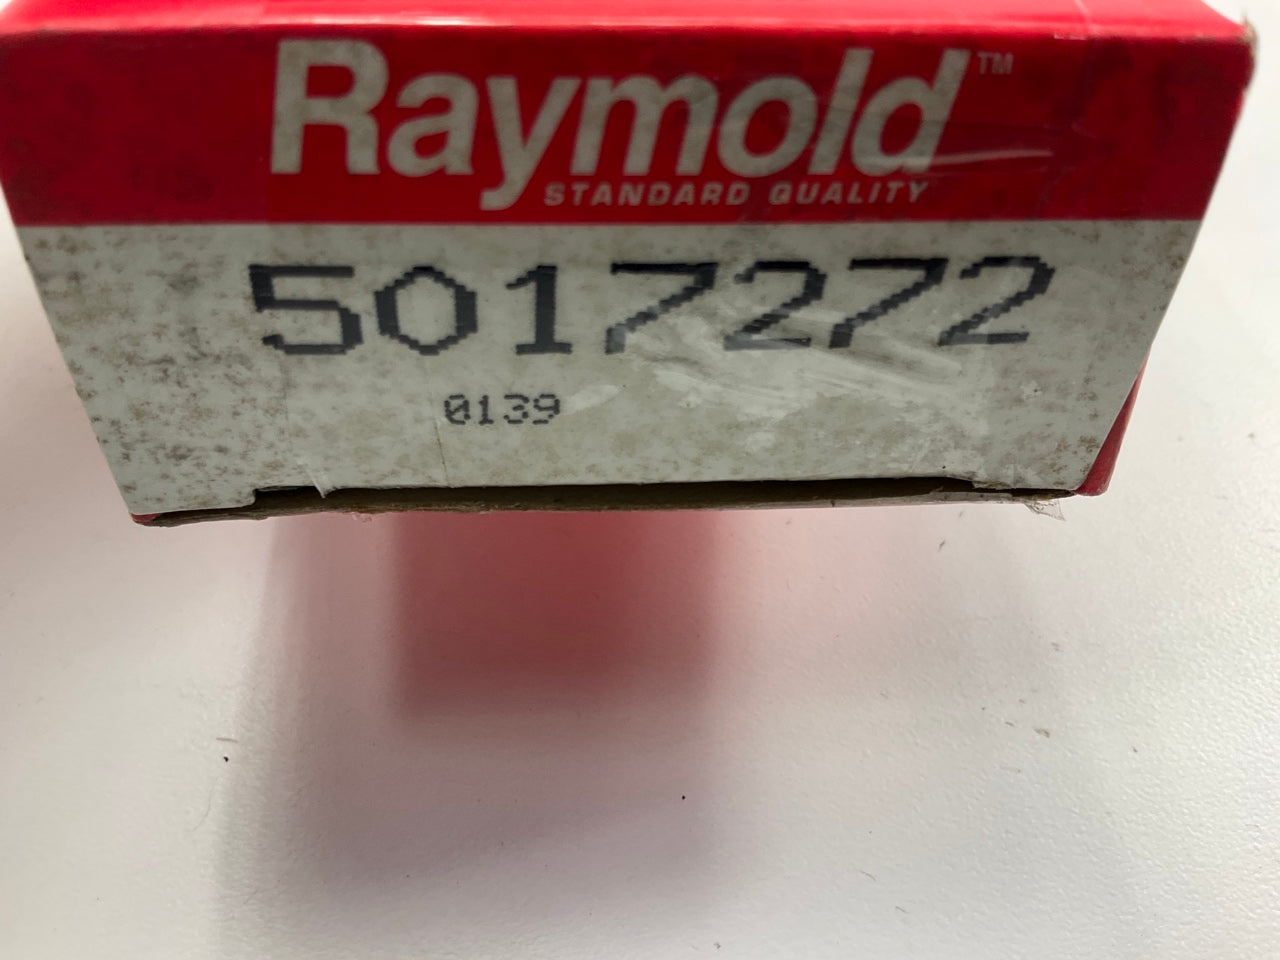 Raymold™
STANDARD QUALITY
5017272
0139